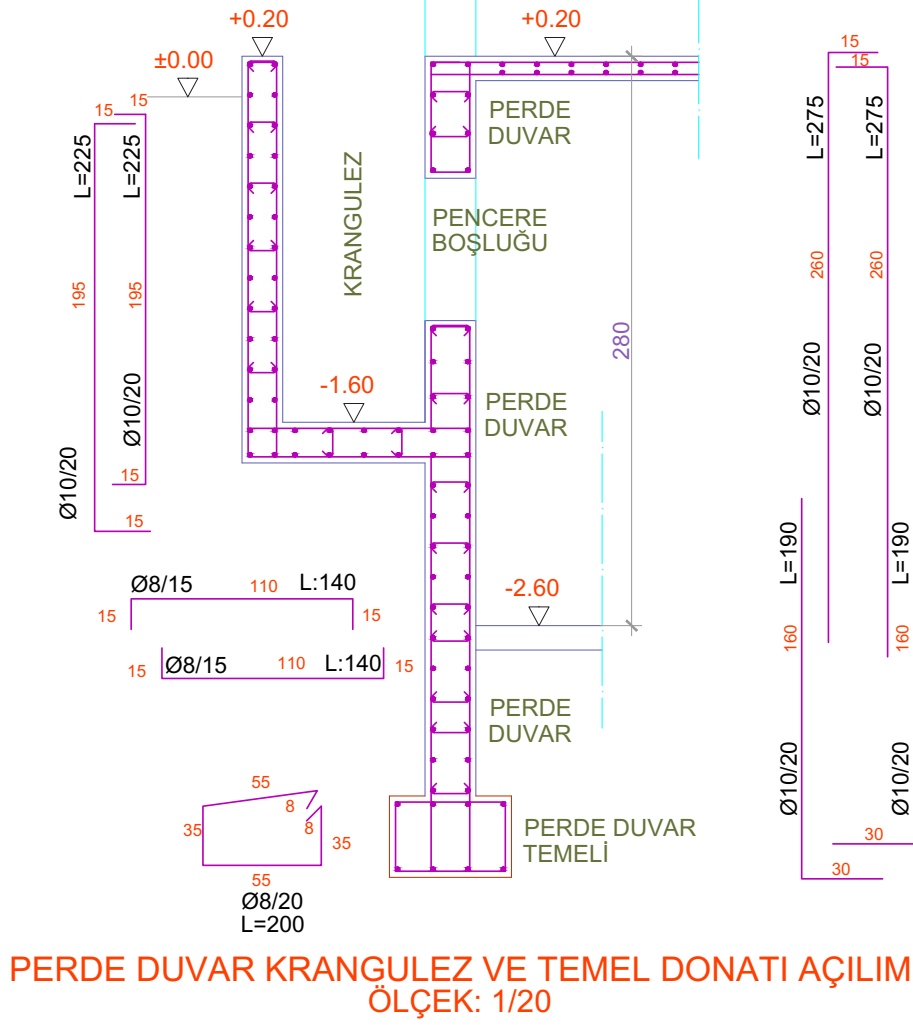 +0.20
+0.20
±0.00
15
15
L=225
L=225
195
195
Ø10/20
Ø10/20
15
15
KRANGULEZ
PERDE
DUVAR
PENCERE
BOŞLUĞU
280
-1.60
PERDE
DUVAR
-2.60
PERDE
DUVAR
PERDE DUVAR
TEMELİ
15
15
L=275
L=275
260
260
Ø10/20
Ø10/20
L=190
L=190
160
160
Ø10/20
Ø10/20
30
30
Ø8/15
110
L:140
15
15
15
Ø8/15
110
L:140
15
55
8
35
8
35
55
Ø8/20
L=200
PERDE DUVAR KRANGULEZ VE TEMEL DONATI AÇILIM
ÖLÇEK: 1/20